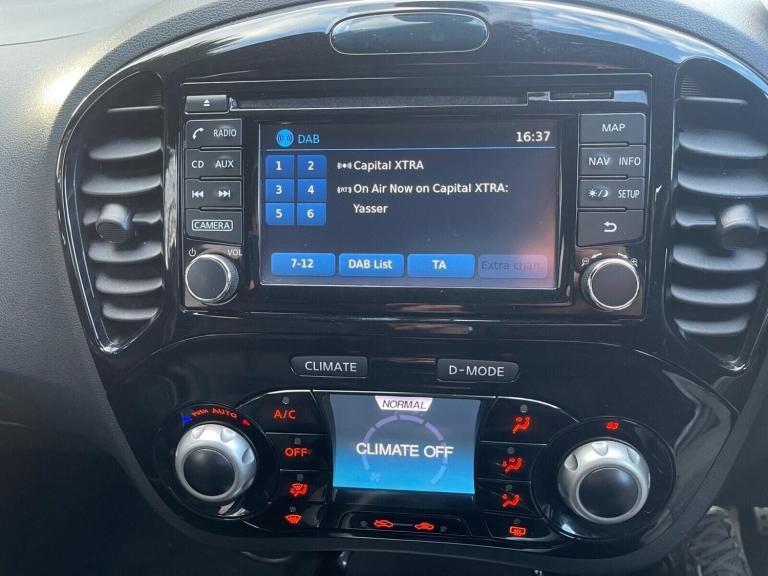 RADIO
CD AUX
CAMERA
VOL
DAB 16:37
1 2
3 4
5 6
Capital XTRA
On Air Now on Capital XTRA:
Yasser
7-12 DAB List TA Extra chan.
MAP
NAV INFO
SETUP
CLIMATE D-MODE
AUTO
A/C
OFF
NORMAL
CLIMATE OFF